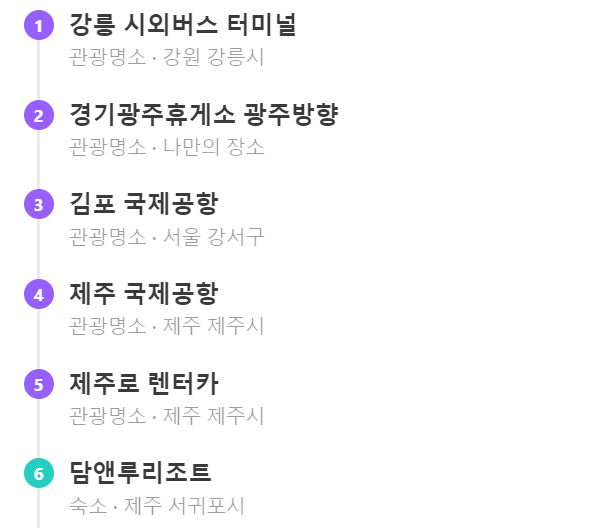 1 강릉 시외버스 터미널
관광명소 · 강원 강릉시
2 경기광주휴게소 광주방향
관광명소 · 나만의 장소
3 김포 국제공항
관광명소 · 서울 강서구
4 제주 국제공항
관광명소 · 제주 제주시
5 제주로 렌터카
관광명소 · 제주 제주시
6 담앤루리조트
숙소 · 제주 서귀포시